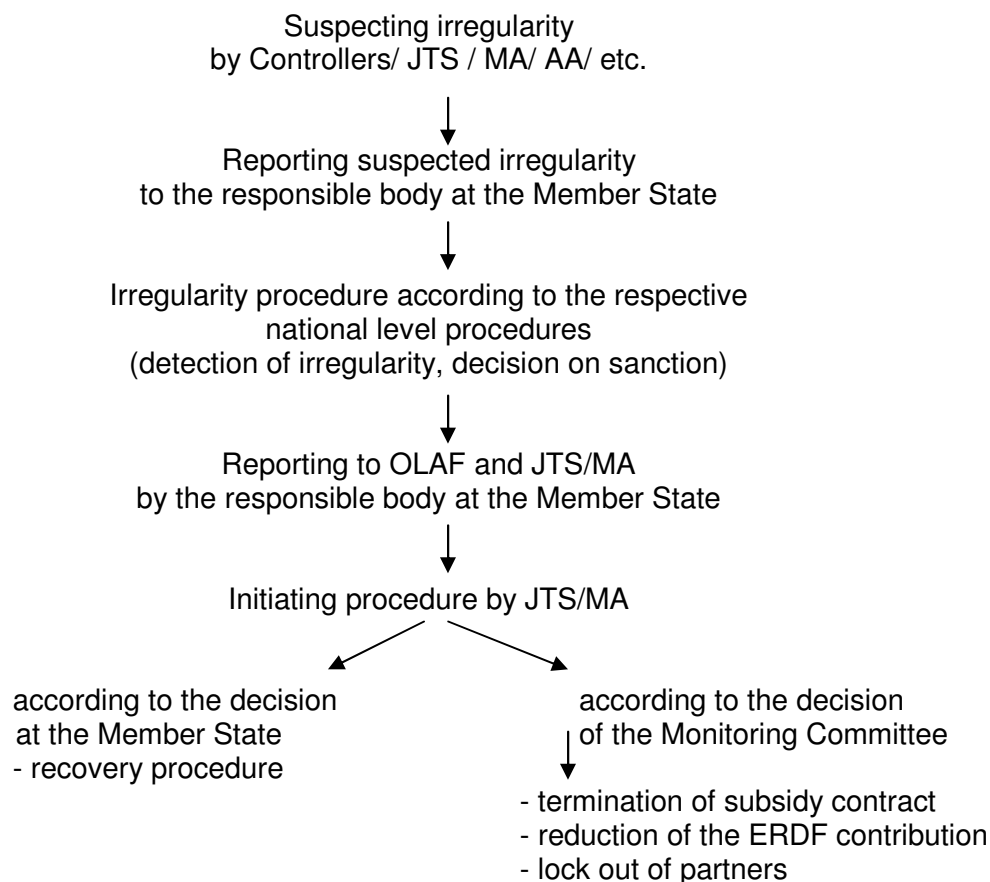 Suspecting irregularity
by Controllers/ JTS / MA/ AA/ etc.
Reporting suspected irregularity
to the responsible body at the Member State
Irregularity procedure according to the respective
national level procedures
(detection of irregularity, decision on sanction)
Reporting to OLAF and JTS/MA
by the responsible body at the Member State
Initiating procedure by JTS/MA
according to the decision
at the Member State
- recovery procedure
according to the decision
of the Monitoring Committee
- termination of subsidy contract
- reduction of the ERDF contribution
- lock out of partners